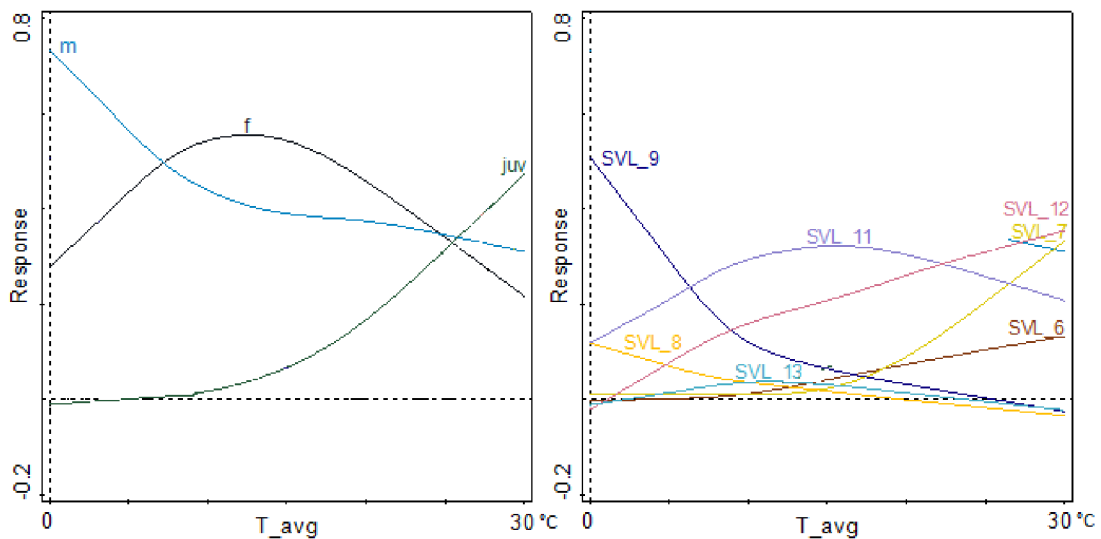 0.8
m
f
juv
Response
-0.2
0
T_avg
30 °C
0.8
SVL_9
SVL_12
SVL_7
SVL_11
SVL_8
SVL_6
SVL_13
Response
-0.2
0
T_avg
30 °C